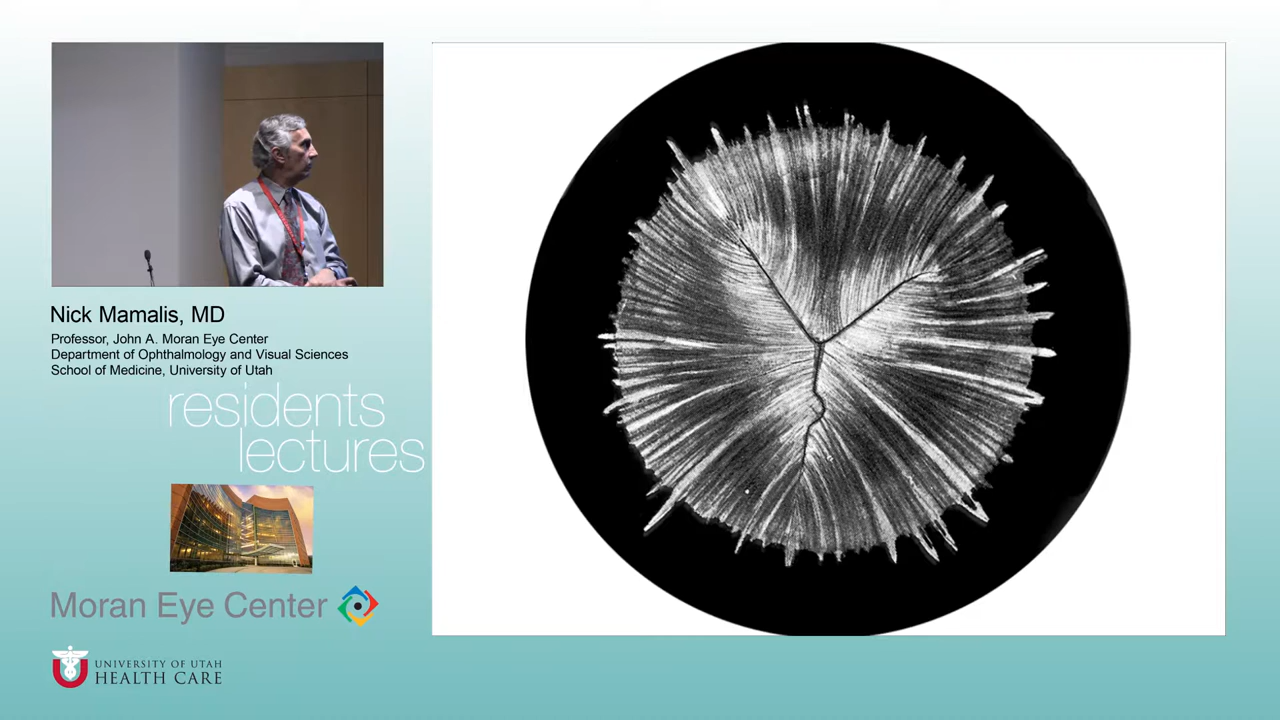 Nick Mamalis, MD
Professor, John A. Moran Eye Center
Department of Ophthalmology and Visual Sciences
School of Medicine, University of Utah
residents
lectures
Moran Eye Center
UNIVERSITY OF UTAH
HEALTH CARE